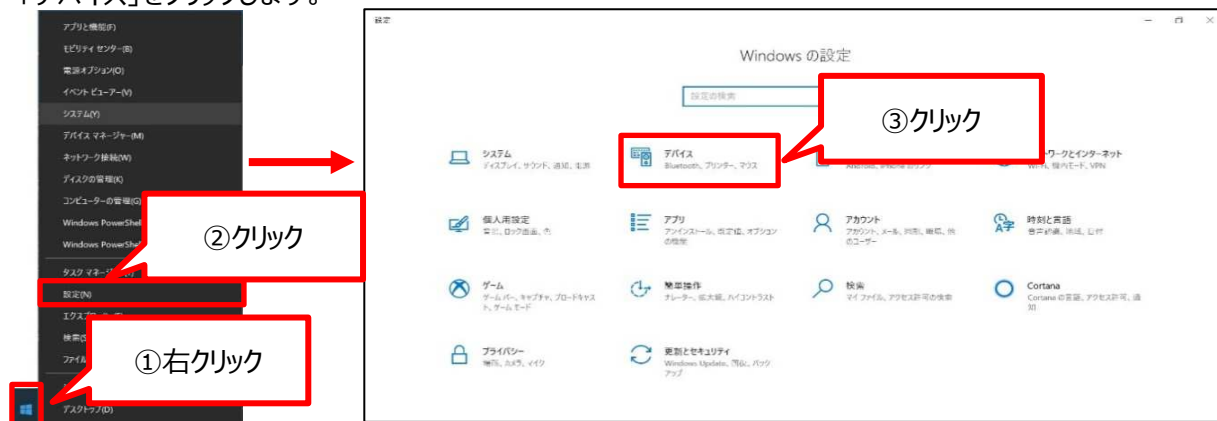 「デバイス」をクリックします。
アプリと機能(F)
モビリティ センター(B)
電源オプション(O)
イベント ビューアー(V)
システム(Y)
デバイス マネージャー(M)
ネットワーク接続(W)
ディスクの管理(K)
コンピューターの管理(G)
Windows PowerShel
Windows PowerShel
タスク マネー
設定(N)
エクスプ
検索(S
ファイル
デスクトップ(D)
①右クリック
②クリック
設定
Windows の設定
設定の検索
③クリック
システム
ディスプレイ、サウンド、通知、電源
デバイス
Bluetooth、プリンター、マウス
ワークとインターネット
Wi-Fi、機内モード、VPN
個人用設定
背景、ロック画面、色
アプリ
アンインストール、既定値、オプション
の機能
アカウント
アカウント、メール、同期、職場、他
のユーザー
時刻と言語
音声認識、地域、日付
ゲーム
ゲーム バー、キャプチャ、ブロードキャス
ト、ゲーム モード
簡単操作
ナレーター、拡大鏡、ハイコントラスト
検索
マイ ファイル、アクセス許可の検索
Cortana
Cortana の言語、アクセス許可、通
知
プライバシー
場所、カメラ、マイク
更新とセキュリティ
Windows Update、回復、バック
アップ